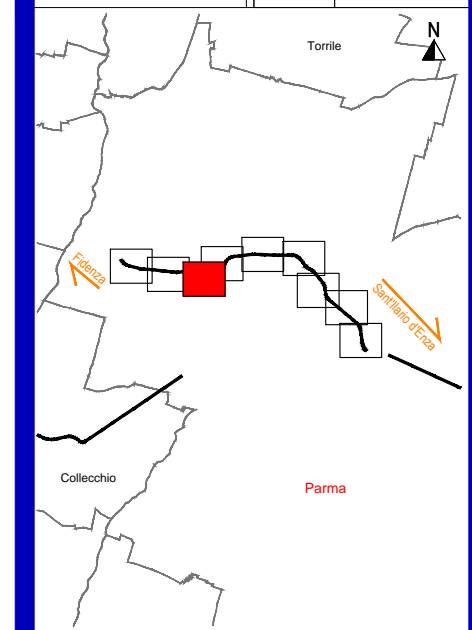 Torrile
N
Fidenza
Sant'Ilario d'Enza
Collecchio
Parma